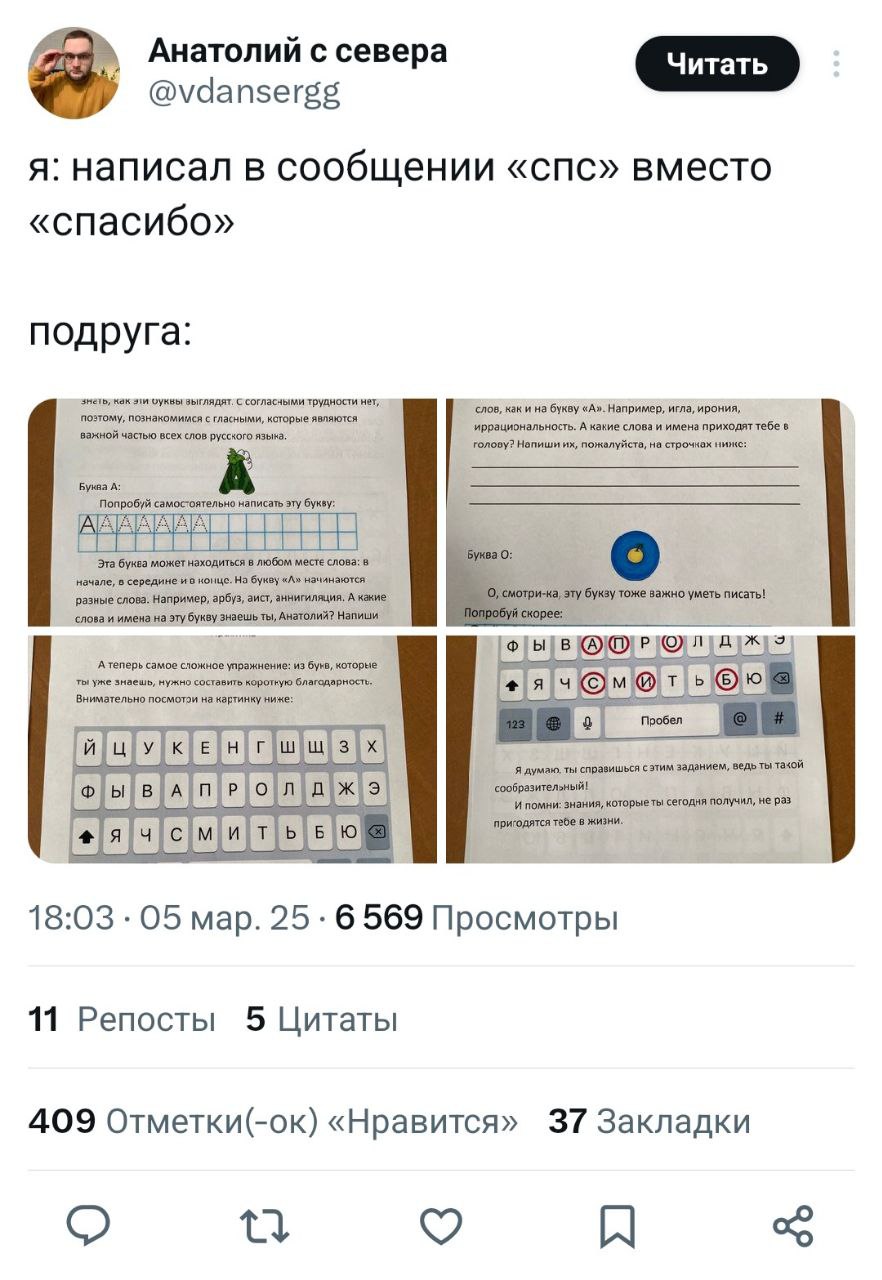 Анатолий с севера
@vdansergg
Читать
я: написал в сообщении «спс» вместо
«спасибо»
подруга:
знать, как эти буквы выглядят. С согласными трудности нет,
поэтому, познакомимся с гласными, которые являются
важной частью всех слов русского языка.
Буква А:
Попробуй самостоятельно написать эту букву:
А А А А А А А
Эта буква может находиться в любом месте слова: в
начале, в середине и в конце. На букву «А» начинаются
разные слова. Например, арбуз, аист, аннигиляция. А какие
слова и имена на эту букву знаешь ты, Анатолий? Напиши
слов, как и на букву «А». Например, игла, ирония,
иррациональность. А какие слова и имена приходят тебе в
голову? Напиши их, пожалуйста, на строчках ниже:
Буква О:
О, смотри-ка, эту букву тоже важно уметь писать!
Попробуй скорее:
А теперь самое сложное упражнение: из букв, которые
ты уже знаешь, нужно составить короткую благодарность.
Внимательно посмотри на картинку ниже:
Й Ц У К Е Н Г Ш Щ З Х
Ф Ы В А П Р О Л Д Ж Э
Я Ч С М И Т Ь Б Ю
Ф Ы В А П Р О Л Д Ж Э
Я Ч С М И Т Ь Б Ю
123 Пробел @ #
Я думаю, ты справишься с этим заданием, ведь ты такой
сообразительный!
И помни: знания, которые ты сегодня получил, не раз
пригодятся тебе в жизни.
18:03 · 05 мар. 25 · 6 569 Просмотры
11 Репосты 5 Цитаты
409 Отметки(-ок) «Нравится» 37 Закладки